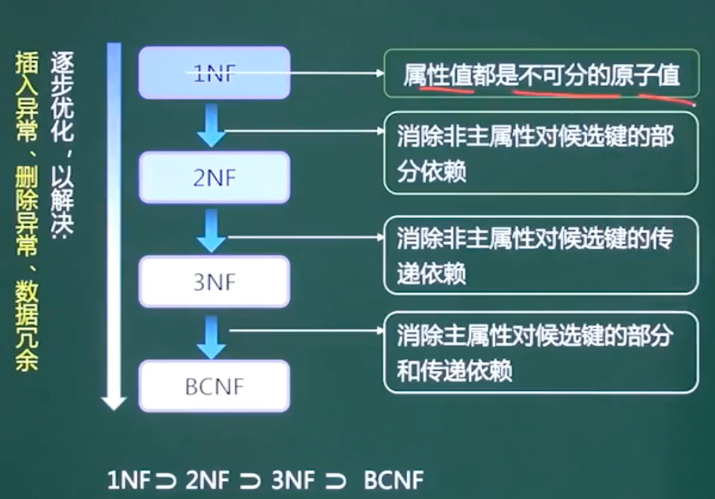 逐步优化，以解决:
插入异常、删除异常、数据冗余
1NF
属性值都是不可分的原子值
消除非主属性对候选键的部
分依赖
2NF
消除非主属性对候选键的传
递依赖
3NF
消除主属性对候选键的部分
和传递依赖
BCNF
1NF⊃ 2NF ⊃ 3NF ⊃ BCNF